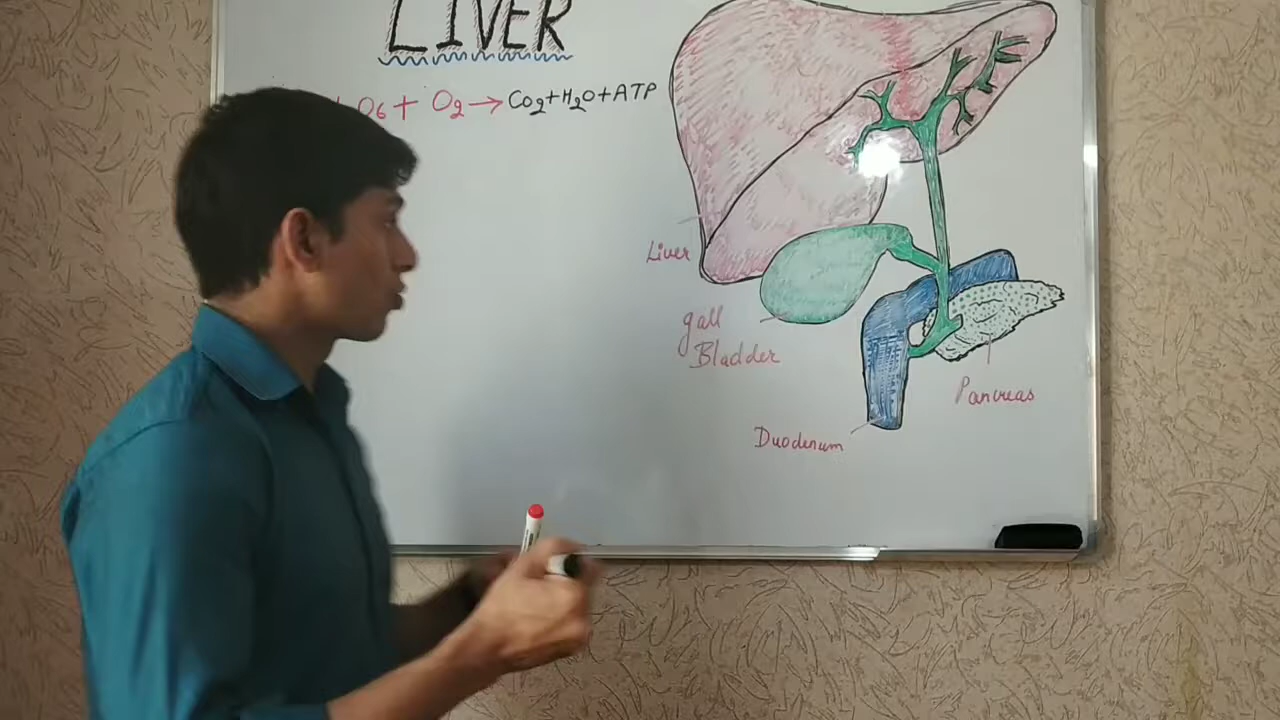 LIVER
O6 + O2 → Co2+H2O+ATP
Liver
gall
Bladder
Pancreas
Duodenum